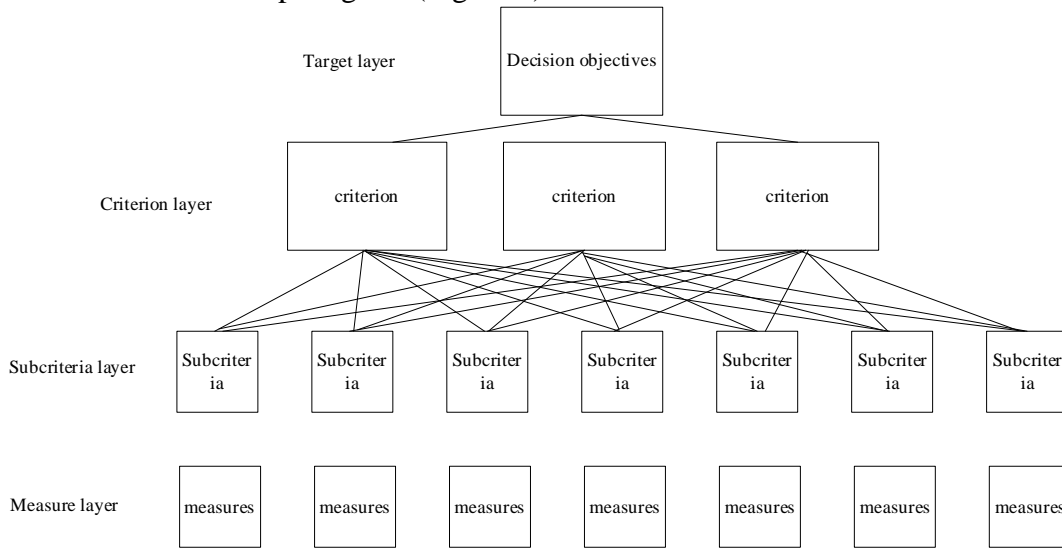 Target layer
Decision objectives
Criterion layer
criterion
criterion
criterion
Subcriteria layer
Subcriter
ia
Subcriter
ia
Subcriter
ia
Subcriter
ia
Subcriter
ia
Subcriter
ia
Subcriter
ia
Measure layer
measures
measures
measures
measures
measures
measures
measures